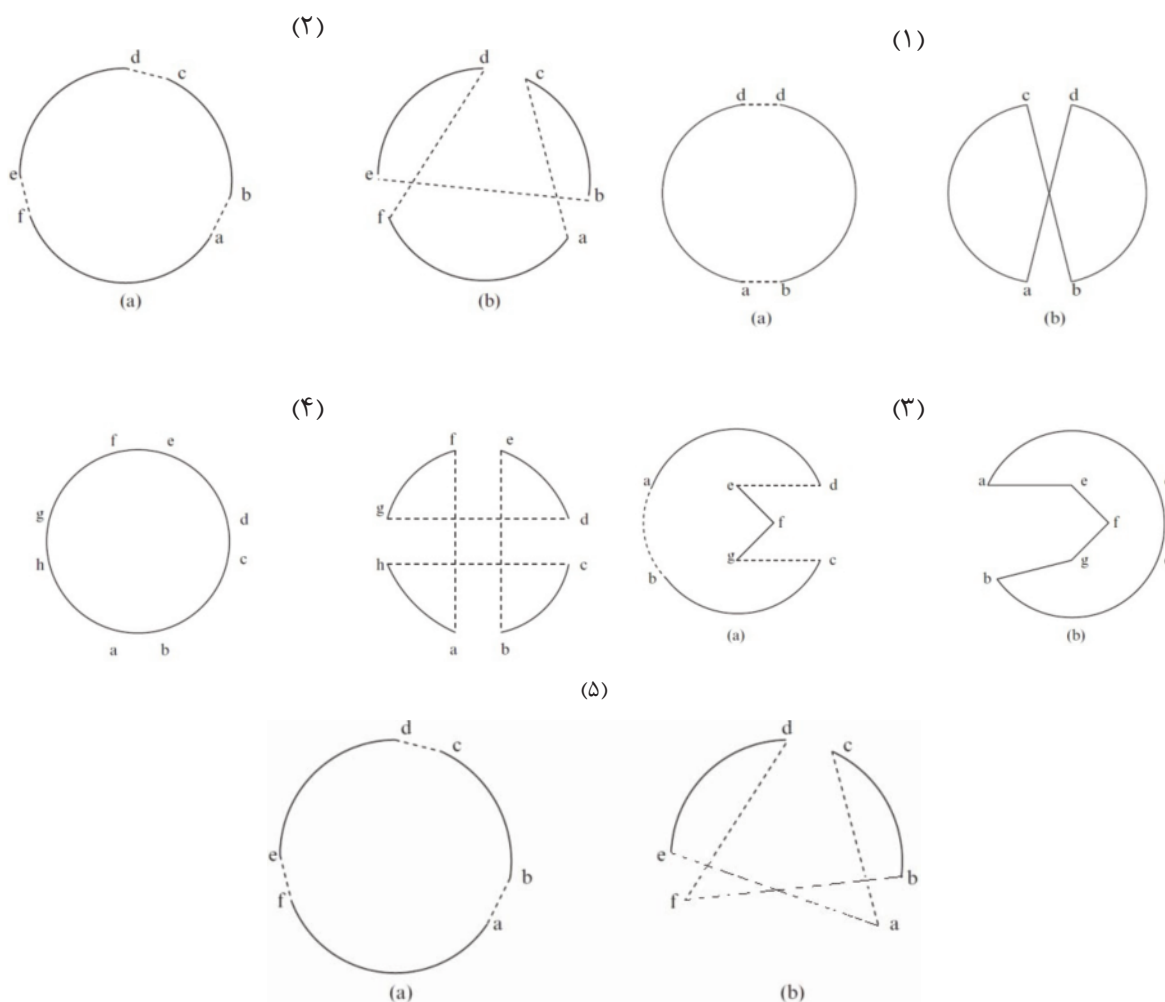 (۱)
c d
d d
a b
a b
(a) (b)
(۲)
d d
c c
e e
b b
f f
a a
(a) (b)
(۳)
a e d
f
b g c
(a)
a e
f
b g
(b)
(۴)
f e
g d
h c
a b
f e
g d
h c
a b
(۵)
d d
c c
e e
b b
f f
a a
(a) (b)